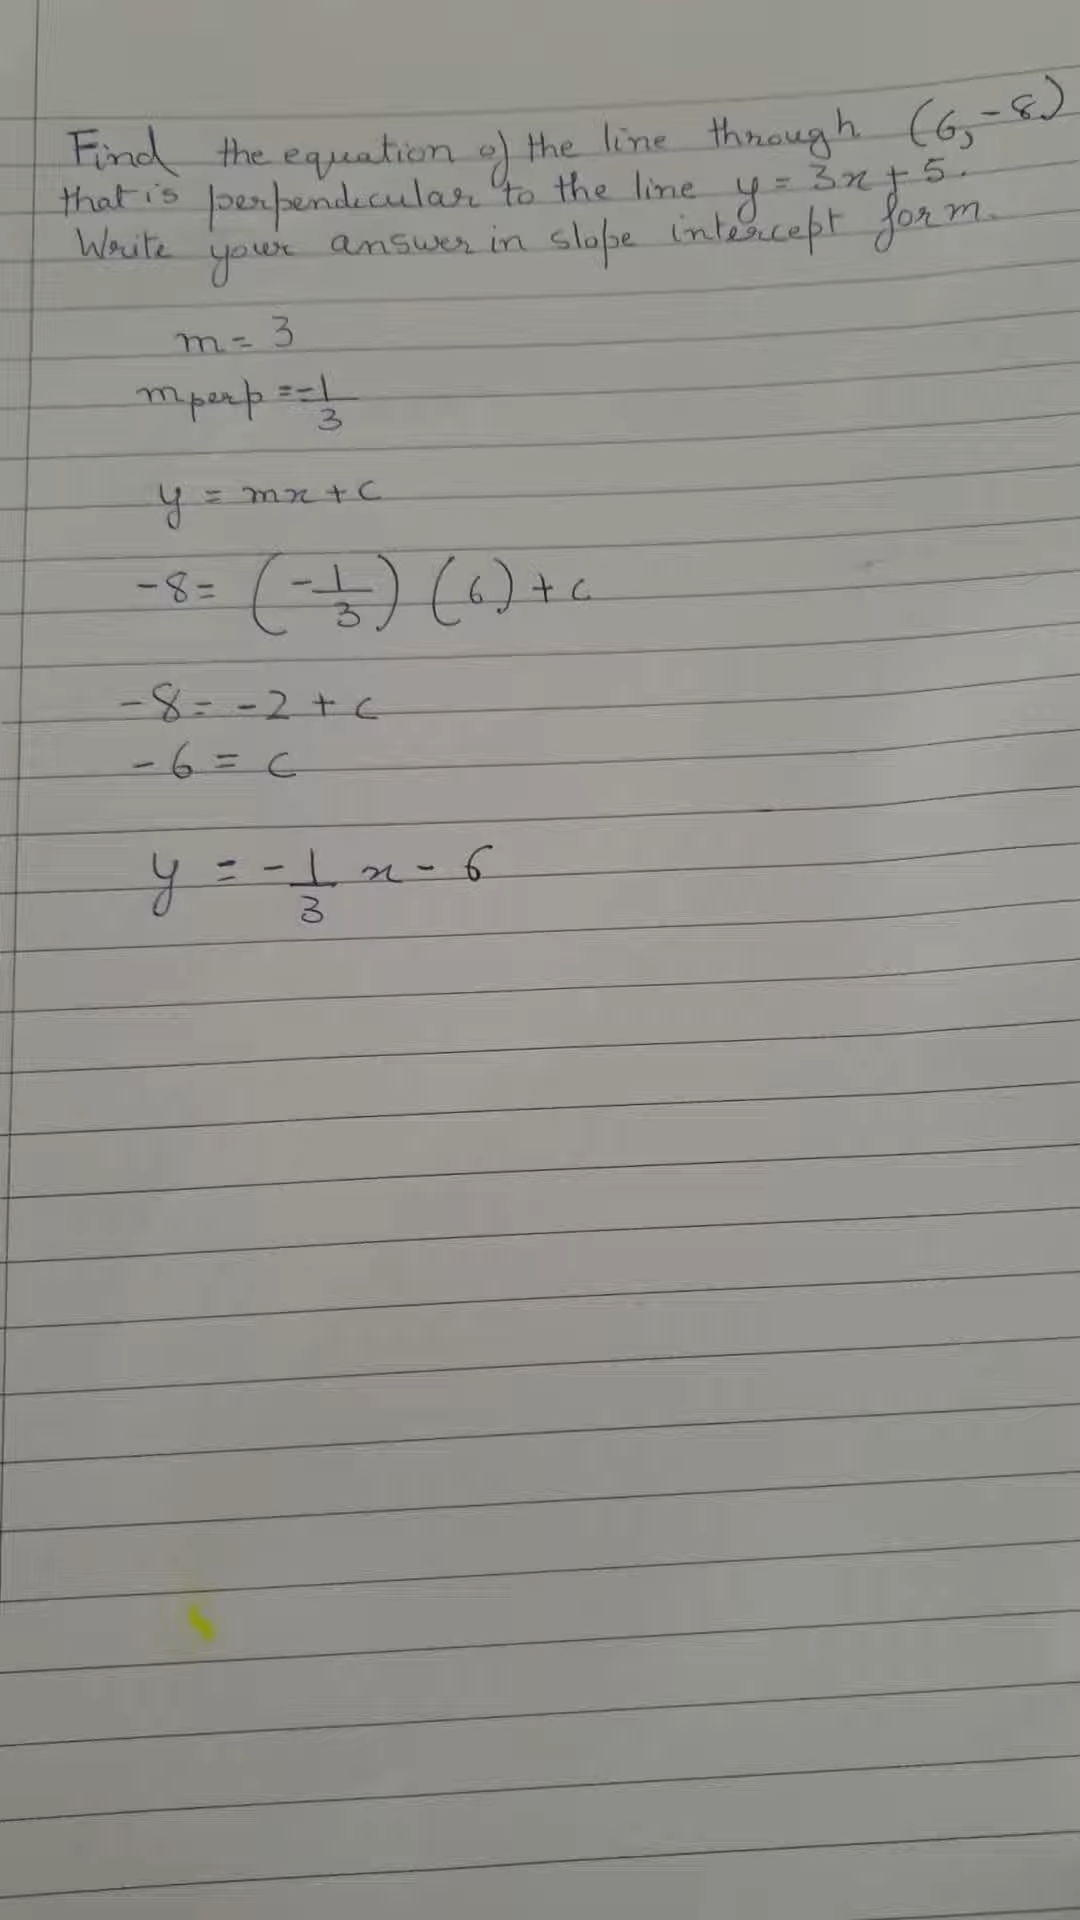 Find the equation of the line through (6, -8)
that is perpendicular to the line y = 3x + 5.
Write your answer in slope intercept form.
m = 3
m perp = -1/3
y = mx + c
-8 = (-1/3) (6) + c
-8 = -2 + c
-6 = c
y = -1/3 x - 6